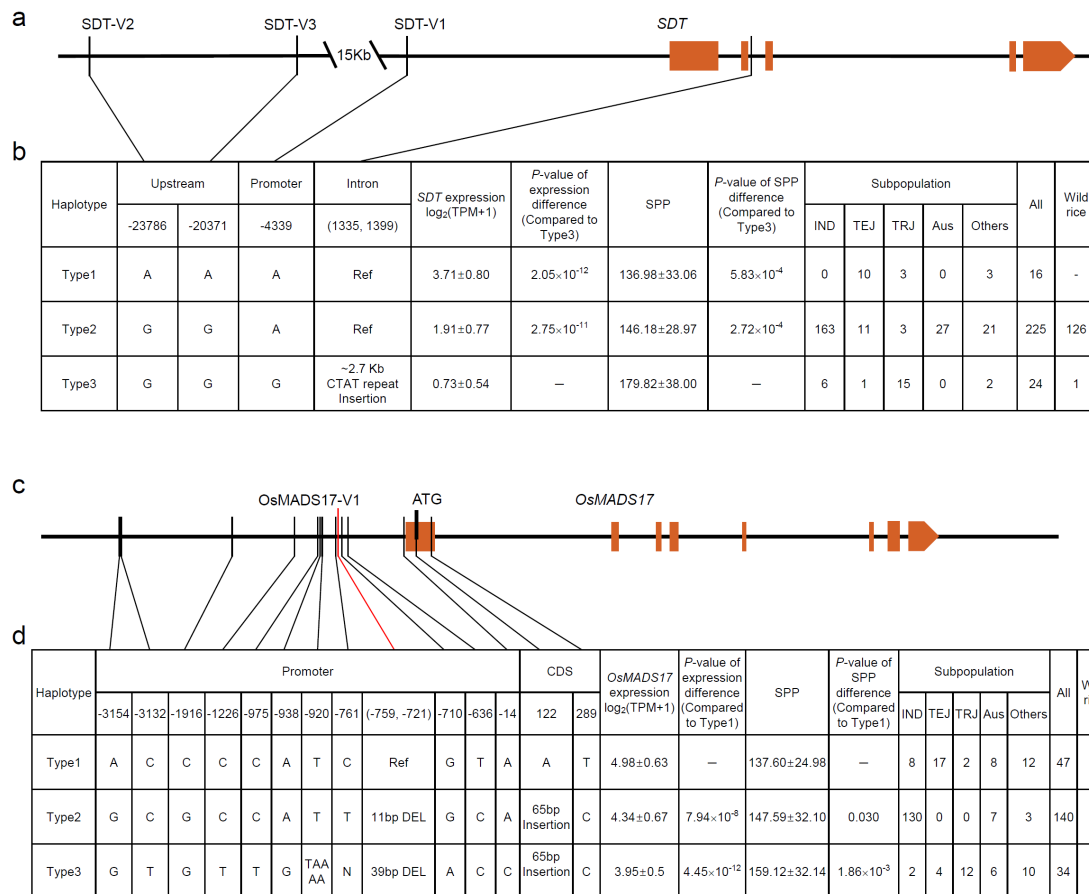 a
SDT-V2 SDT-V3 15Kb SDT-V1 SDT
b
Haplotype Upstream Promoter Intron SDT expression log2(TPM+1) P-value of expression difference (Compared to Type3) SPP P-value of SPP difference (Compared to Type3) Subpopulation All Wild rice
-23786 -20371 -4339 (1335, 1399) IND TEJ TRJ Aus Others
Type1 A A A Ref 3.71±0.80 2.05×10-12 136.98±33.06 5.83×10-4 0 10 3 0 3 16 -
Type2 G G A Ref 1.91±0.77 2.75×10-11 146.18±28.97 2.72×10-4 163 11 3 27 21 225 126
Type3 G G G ~2.7 Kb CTAT repeat Insertion 0.73±0.54 – 179.82±38.00 – 6 1 15 0 2 24 1
c
OsMADS17-V1 ATG OsMADS17
d
Haplotype Promoter CDS OsMADS17 expression log2(TPM+1) P-value of expression difference (Compared to Type1) SPP P-value of SPP difference (Compared to Type1) Subpopulation All
-3154 -3132 -1916 -1226 -975 -938 -920 -761 (-759, -721) -710 -636 -14 122 289 IND TEJ TRJ Aus Others
Type1 A C C C C A T C Ref G T A A T 4.98±0.63 – 137.60±24.98 – 8 17 2 8 12 47
Type2 G C G C C A T T 11bp DEL G C A 65bp Insertion C 4.34±0.67 7.94×10-8 147.59±32.10 0.030 130 0 0 7 3 140
Type3 G T G T T G TAAAA N 39bp DEL A C C 65bp Insertion C 3.95±0.5 4.45×10-12 159.12±32.14 1.86×10-3 2 4 12 6 10 34